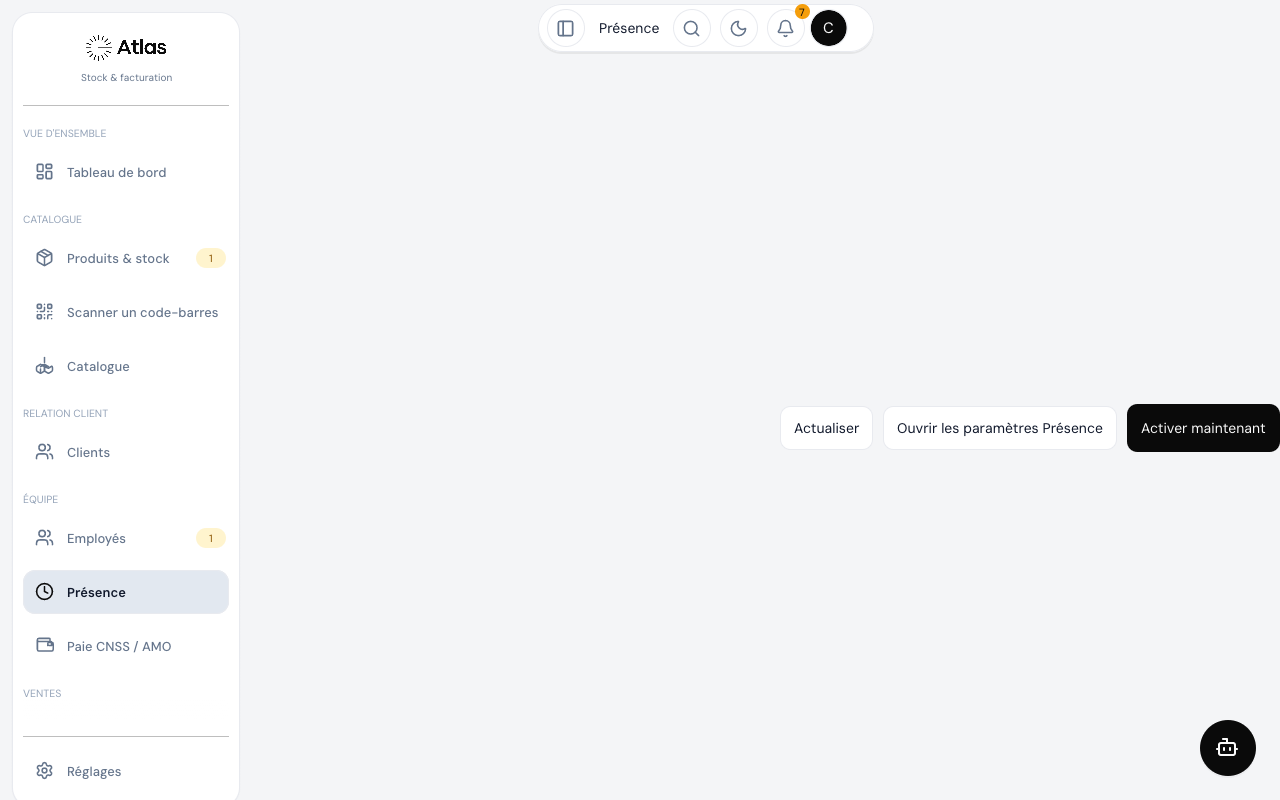 Atlas
Stock & facturation
VUE D'ENSEMBLE
Tableau de bord
CATALOGUE
Produits & stock 1
Scanner un code-barres
Catalogue
RELATION CLIENT
Clients
ÉQUIPE
Employés 1
Présence
Paie CNSS / AMO
VENTES
Réglages
Présence 7 C
Actualiser Ouvrir les paramètres Présence Activer maintenant